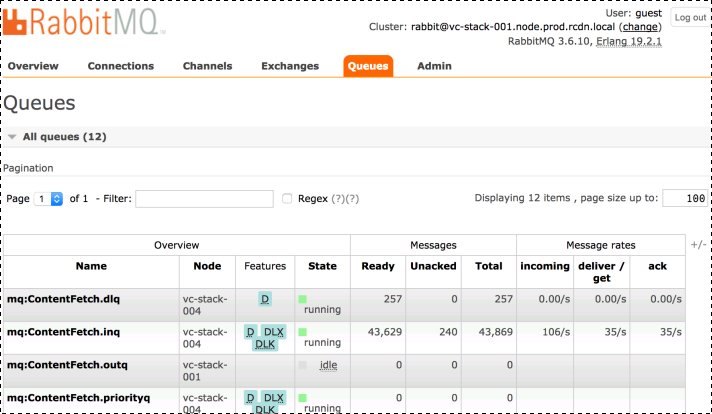 RabbitMQ™
User: guest
Cluster: rabbit@vc-stack-001.node.prod.rcdn.local (change)
RabbitMQ 3.6.10, Erlang 19.2.1
Log out
Overview Connections Channels Exchanges Queues Admin
Queues
All queues (12)
Pagination
Page 1 of 1 - Filter: Regex (?)(?) Displaying 12 items , page size up to: 100
Overview Messages Message rates +/-
Name Node Features State Ready Unacked Total incoming deliver / get ack
mq:ContentFetch.dlq vc-stack-004 D running 257 0 257 0.00/s 0.00/s 0.00/s
mq:ContentFetch.inq vc-stack-004 D DLX DLK running 43,629 240 43,869 106/s 35/s 35/s
mq:ContentFetch.outq vc-stack-001 idle 0 0 0
mq:ContentFetch.priorityq vc-stack-004 D DLX DLK running 0 0 0